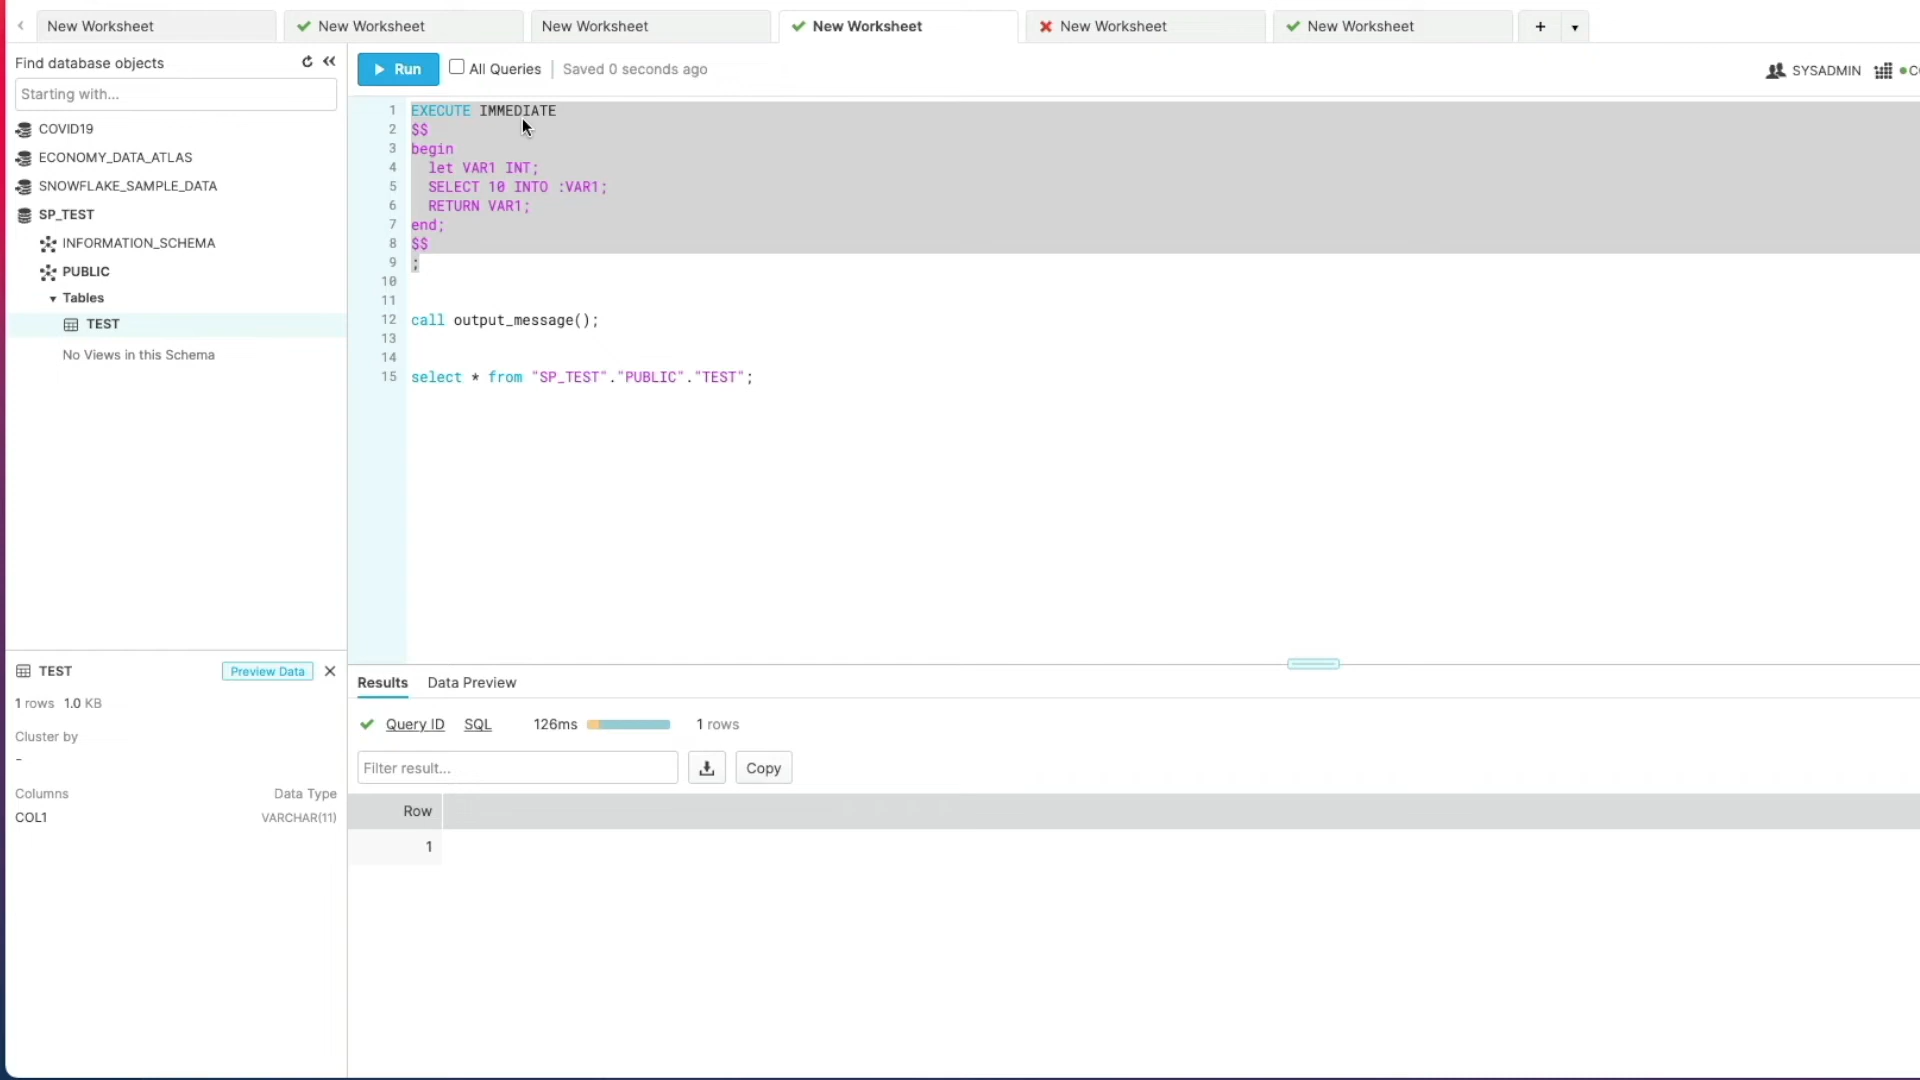 New Worksheet
New Worksheet
New Worksheet
New Worksheet
New Worksheet
New Worksheet
+
Find database objects
Starting with...
COVID19
ECONOMY_DATA_ATLAS
SNOWFLAKE_SAMPLE_DATA
SP_TEST
INFORMATION_SCHEMA
PUBLIC
Tables
TEST
No Views in this Schema
Run
All Queries
Saved 0 seconds ago
SYSADMIN
1 EXECUTE IMMEDIATE
2 $$
3 begin
4 let VAR1 INT;
5 SELECT 10 INTO :VAR1;
6 RETURN VAR1;
7 end;
8 $$
9 ;
10
11
12 call output_message();
13
14
15 select * from "SP_TEST"."PUBLIC"."TEST";
TEST
Preview Data
1 rows 1.0 KB
Cluster by
-
Columns Data Type
COL1 VARCHAR(11)
Results
Data Preview
Query ID SQL 126ms 1 rows
Filter result...
Copy
Row
1